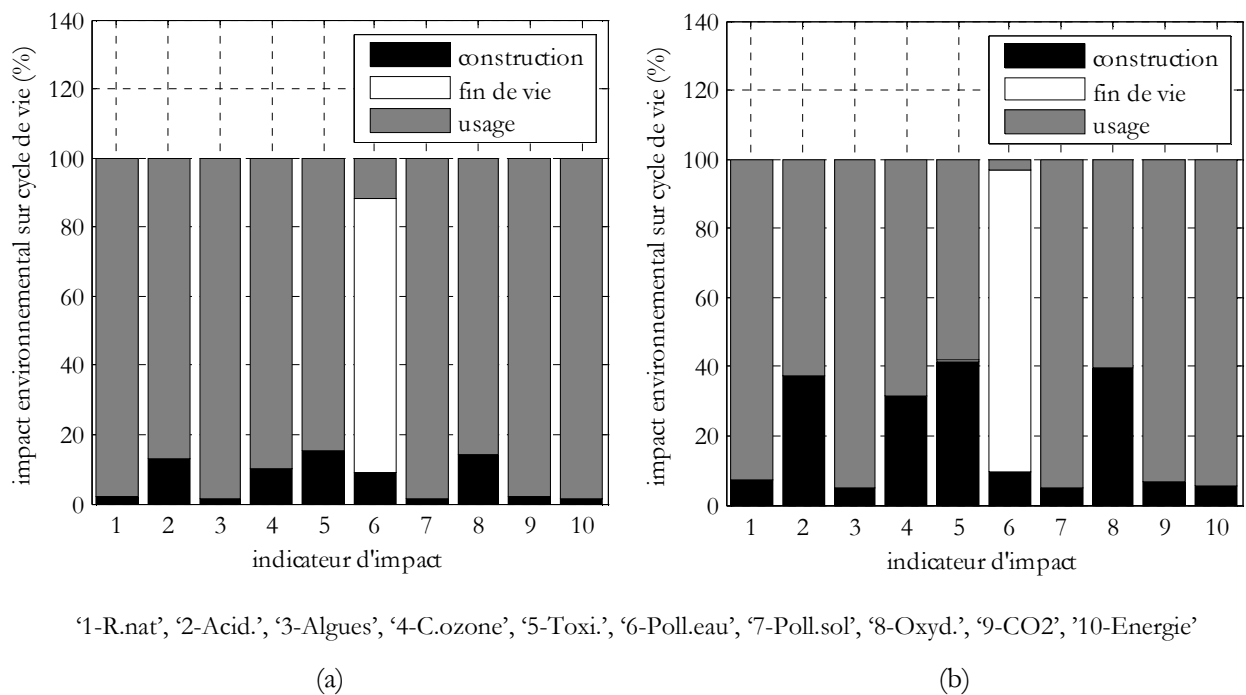 impact environnemental sur cycle de vie (%)
140
120
100
80
60
40
20
0
construction
fin de vie
usage
1 2 3 4 5 6 7 8 9 10
indicateur d'impact
impact environnemental sur cycle de vie (%)
140
120
100
80
60
40
20
0
construction
fin de vie
usage
1 2 3 4 5 6 7 8 9 10
indicateur d'impact
‘1-R.nat’, ‘2-Acid.’, ‘3-Algues’, ‘4-C.ozone’, ‘5-Toxi.’, ‘6-Poll.eau’, ‘7-Poll.sol’, ‘8-Oxyd.’, ‘9-CO2’, ’10-Energie’
(a) (b)